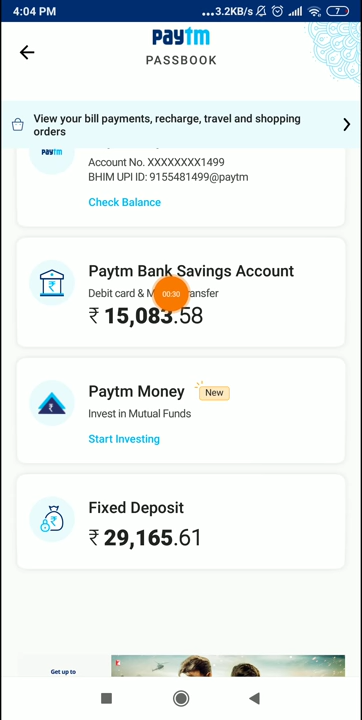 4:04 PM
...3.2KB/s
7
paytm
PASSBOOK
View your bill payments, recharge, travel and shopping
orders
paytm
Account No. XXXXXXXX1499
BHIM UPI ID: 9155481499@paytm
Check Balance
Paytm Bank Savings Account
Debit card &
00:30
₹ 15,083.58
Paytm Money
New
Invest in Mutual Funds
Start Investing
Fixed Deposit
₹ 29,165.61
Get up to